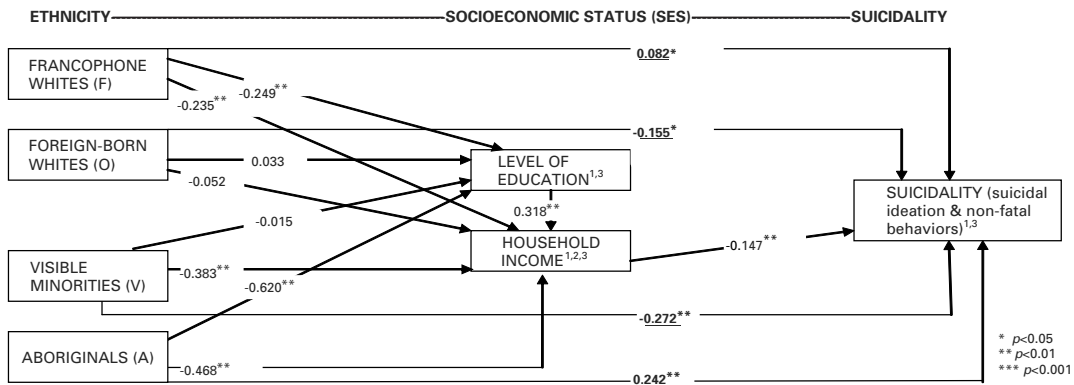 ETHNICITY SOCIOECONOMIC STATUS (SES) SUICIDALITY
FRANCOPHONE
WHITES (F)
0.082*
-0.249**
-0.235**
FOREIGN-BORN
WHITES (O)
-0.155*
0.033
-0.052
LEVEL OF
EDUCATION1,3
0.318**
SUICIDALITY (suicidal
ideation & non-fatal
behaviors)1,3
-0.015
HOUSEHOLD
INCOME1,2,3
-0.147**
VISIBLE
MINORITIES (V)
-0.383**
-0.620**
-0.272**
ABORIGINALS (A)
-0.468**
0.242**
* p<0.05
** p<0.01
*** p<0.001